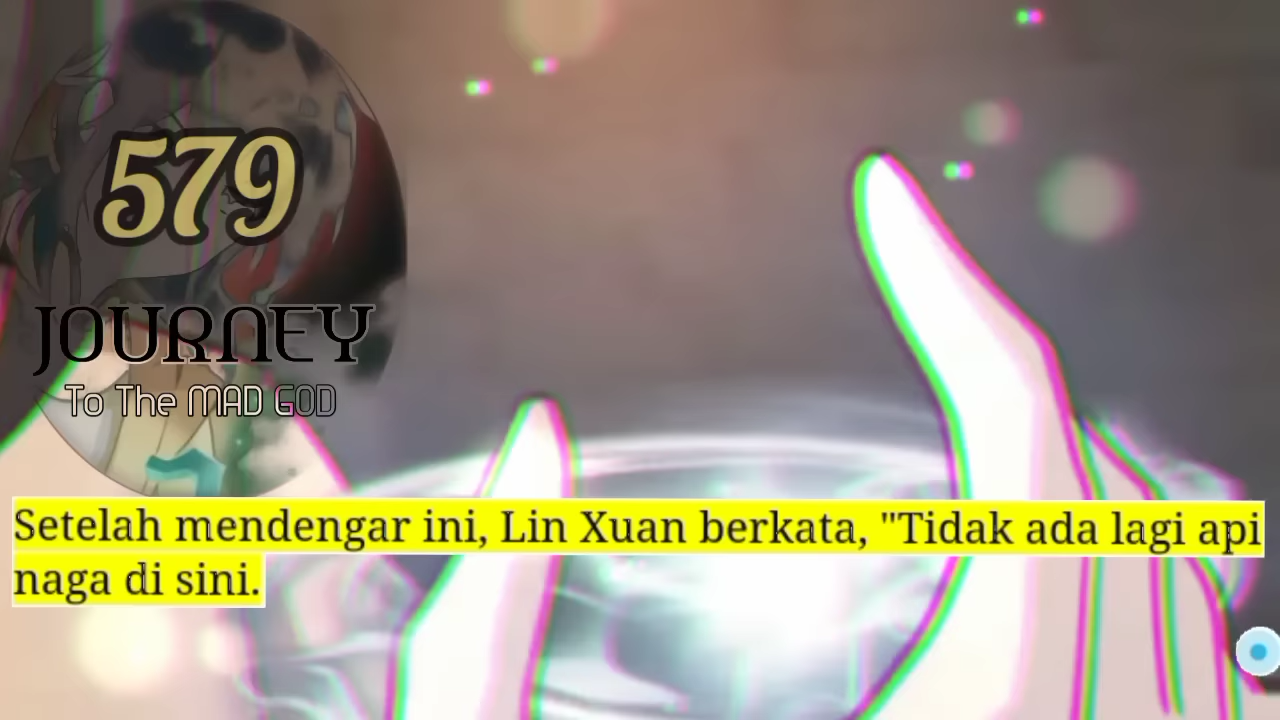 579
JOURNEY
To The MAD GOD
Setelah mendengar ini, Lin Xuan berkata, "Tidak ada lagi api
naga di sini.